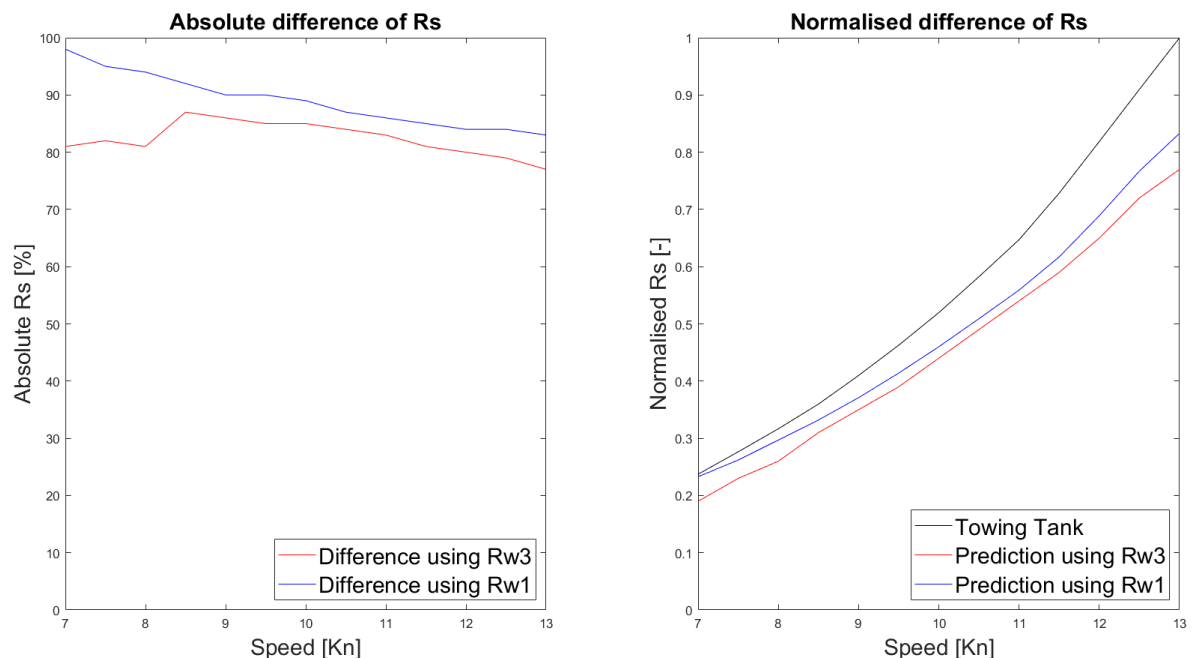 Absolute difference of Rs
Absolute Rs [%]
100
90
80
70
60
50
40
30
20
10
0
7 8 9 10 11 12 13
Speed [Kn]
Difference using Rw3
Difference using Rw1
Normalised difference of Rs
Normalised Rs [-]
1
0.9
0.8
0.7
0.6
0.5
0.4
0.3
0.2
0.1
0
7 8 9 10 11 12 13
Speed [Kn]
Towing Tank
Prediction using Rw3
Prediction using Rw1